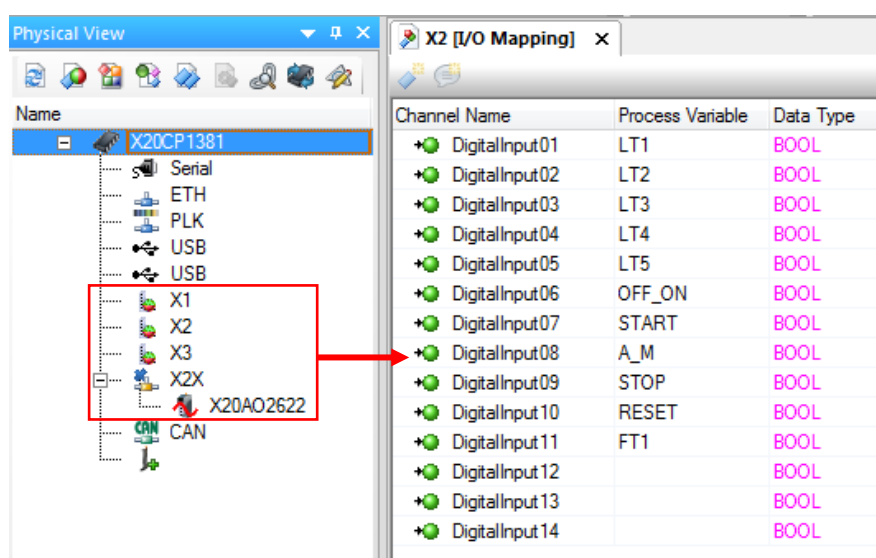 Physical View
Name
X20CP1381
Serial
ETH
PLK
USB
USB
X1
X2
X3
X2X
X20AO2622
CAN
X2 [I/O Mapping] X
Channel Name Process Variable Data Type
DigitalInput01 LT1 BOOL
DigitalInput02 LT2 BOOL
DigitalInput03 LT3 BOOL
DigitalInput04 LT4 BOOL
DigitalInput05 LT5 BOOL
DigitalInput06 OFF_ON BOOL
DigitalInput07 START BOOL
DigitalInput08 A_M BOOL
DigitalInput09 STOP BOOL
DigitalInput10 RESET BOOL
DigitalInput11 FT1 BOOL
DigitalInput12 BOOL
DigitalInput13 BOOL
DigitalInput14 BOOL